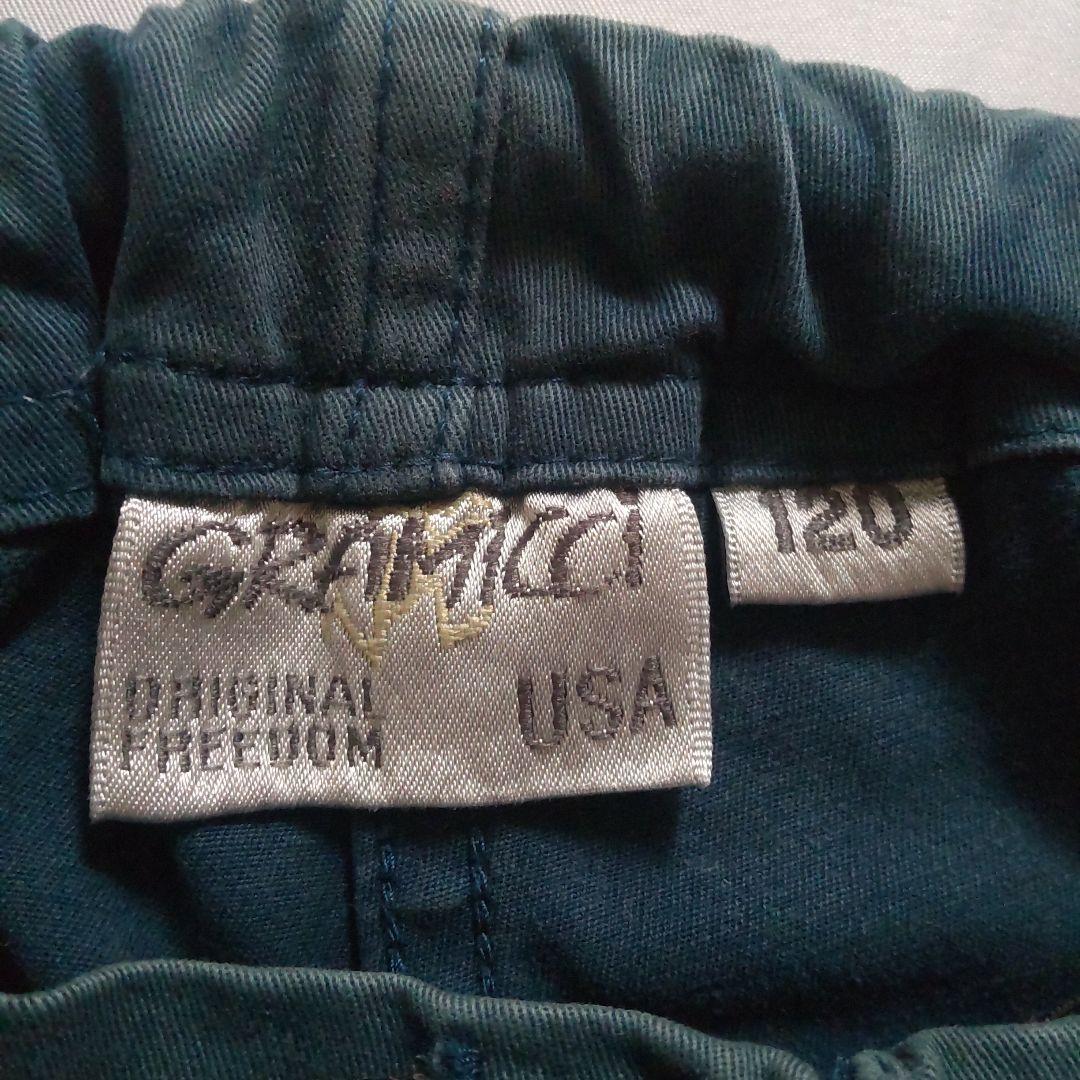 GRAMICCI
120
ORIGINAL
FREEDOM
USA